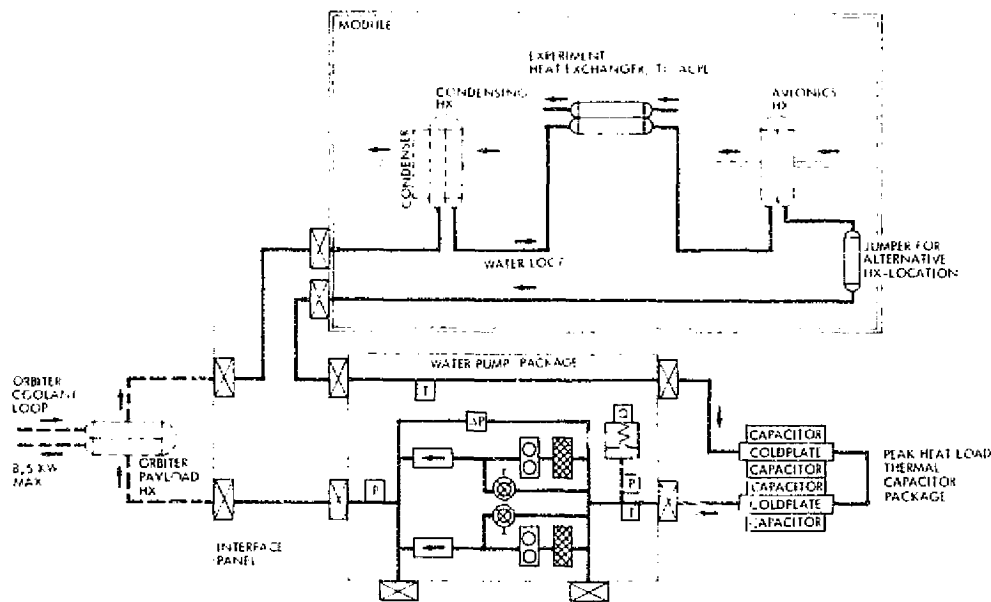 MODULE
EXPERIMENT
HEAT EXCHANGER,
CONDENSING
HX
AVIONICS
HX
CONDENSER
WATER
JUMPER FOR
ALTERNATIVE
HX-LOCATION
WATER PUMP PACKAGE
T
ORBITER
COOLANT
LOOP
8,5 KW
MAX
ORBITER
PAYLOAD
HX
ΔP
Q
P
P
T
CAPACITOR
COLDPLATE
CAPACITOR
CAPACITOR
COLDPLATE
CAPACITOR
PEAK HEAT LOAD
THERMAL
CAPACITOR
PACKAGE
INTERFACE
PANEL